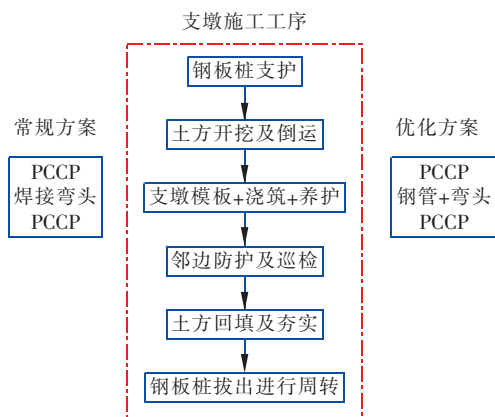 支墩施工工序
钢板桩支护
土方开挖及倒运
支墩模板+浇筑+养护
邻边防护及巡检
土方回填及夯实
钢板桩拔出进行周转
常规方案
PCCP
焊接弯头
PCCP
优化方案
PCCP
钢管+弯头
PCCP